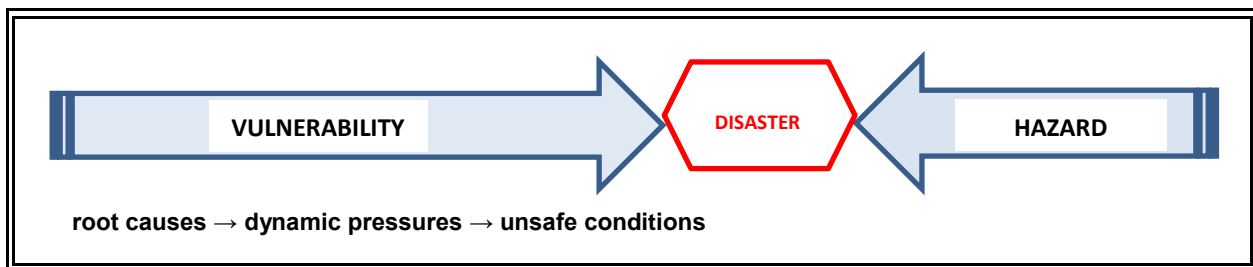 VULNERABILITY
DISASTER
HAZARD
root causes → dynamic pressures → unsafe conditions